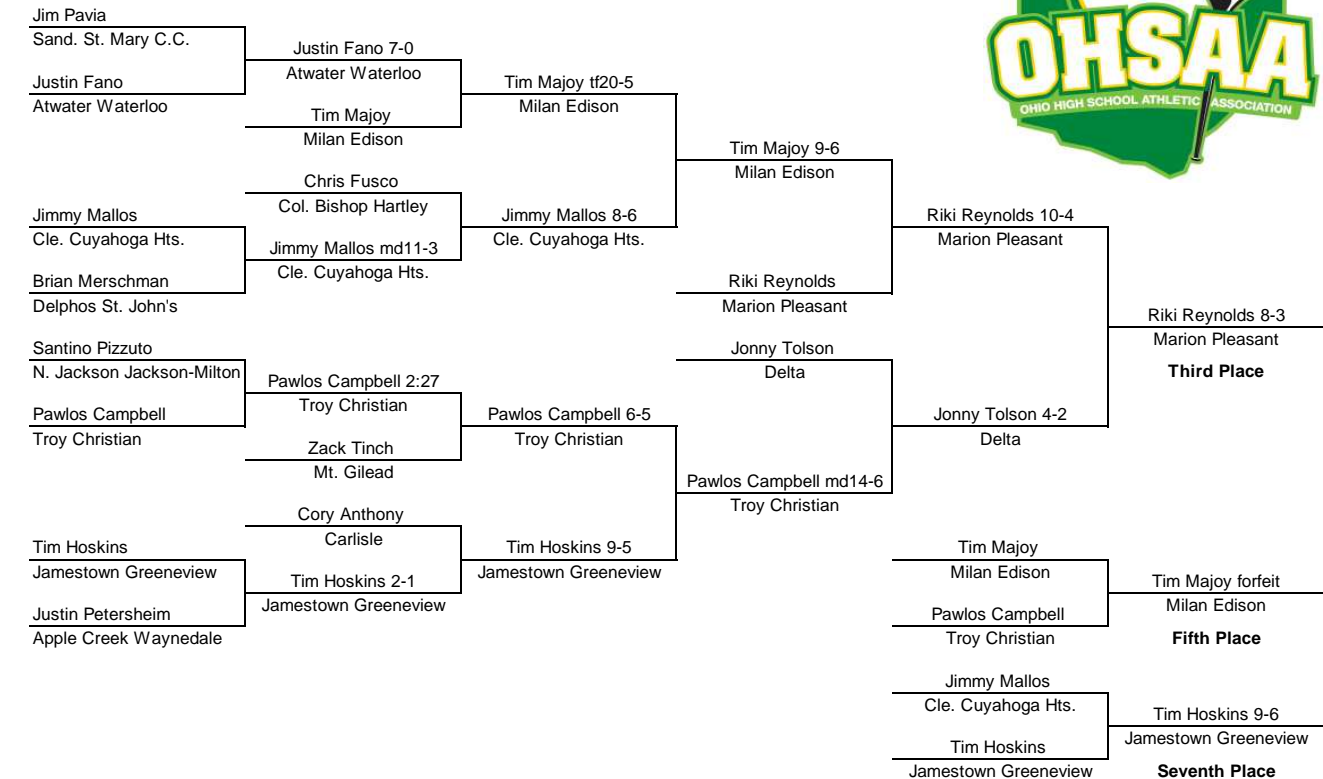 OHSAA
OHIO HIGH SCHOOL ATHLETIC ASSOCIATION
Jim Pavia
Sand. St. Mary C.C.
Justin Fano
Atwater Waterloo
Jimmy Mallos
Cle. Cuyahoga Hts.
Brian Merschman
Delphos St. John's
Santino Pizzuto
N. Jackson Jackson-Milton
Pawlos Campbell
Troy Christian
Tim Hoskins
Jamestown Greeneview
Justin Petersheim
Apple Creek Waynedale
Justin Fano 7-0
Atwater Waterloo
Tim Majoy
Milan Edison
Chris Fusco
Col. Bishop Hartley
Jimmy Mallos md11-3
Cle. Cuyahoga Hts.
Pawlos Campbell 2:27
Troy Christian
Zack Tinch
Mt. Gilead
Cory Anthony
Carlisle
Tim Hoskins 2-1
Jamestown Greeneview
Tim Majoy tf20-5
Milan Edison
Jimmy Mallos 8-6
Cle. Cuyahoga Hts.
Pawlos Campbell 6-5
Troy Christian
Tim Hoskins 9-5
Jamestown Greeneview
Tim Majoy 9-6
Milan Edison
Riki Reynolds
Marion Pleasant
Jonny Tolson
Delta
Pawlos Campbell md14-6
Troy Christian
Riki Reynolds 10-4
Marion Pleasant
Jonny Tolson 4-2
Delta
Riki Reynolds 8-3
Marion Pleasant
Third Place
Tim Majoy
Milan Edison
Pawlos Campbell
Troy Christian
Tim Majoy forfeit
Milan Edison
Fifth Place
Jimmy Mallos
Cle. Cuyahoga Hts.
Tim Hoskins
Jamestown Greeneview
Tim Hoskins 9-6
Jamestown Greeneview
Seventh Place